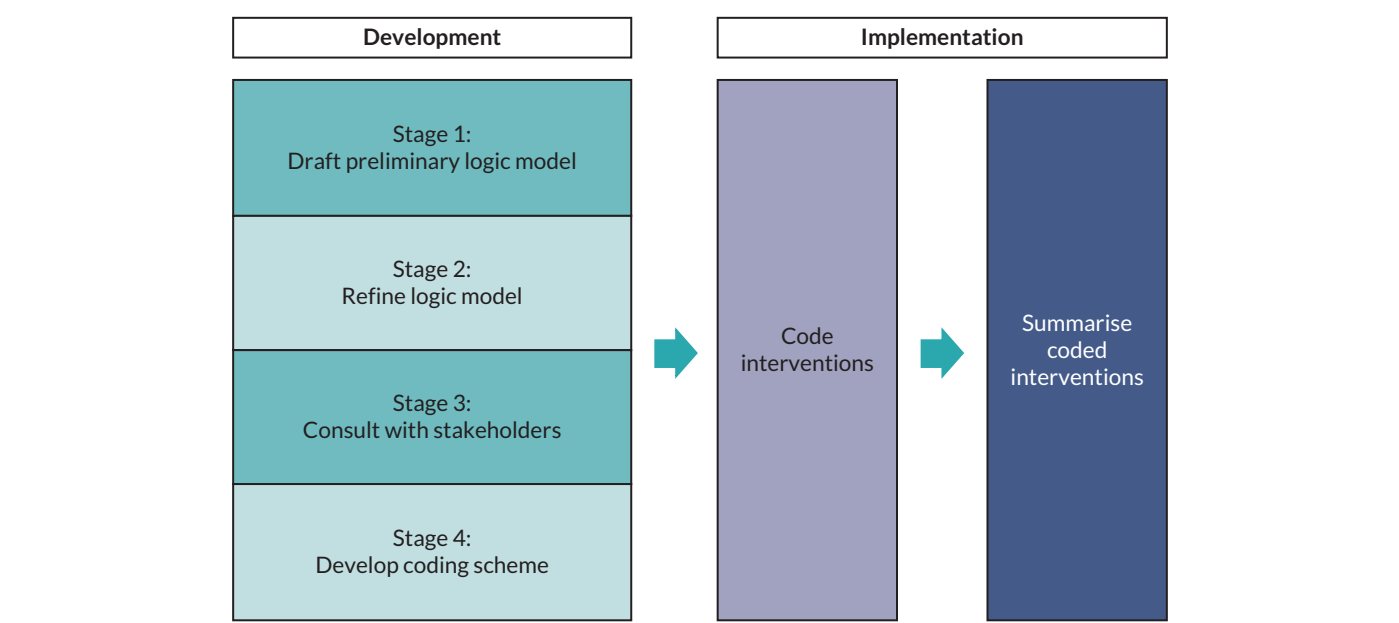 Development
Implementation
Stage 1:
Draft preliminary logic model
Stage 2:
Refine logic model
Stage 3:
Consult with stakeholders
Stage 4:
Develop coding scheme
Code
interventions
Summarise
coded
interventions